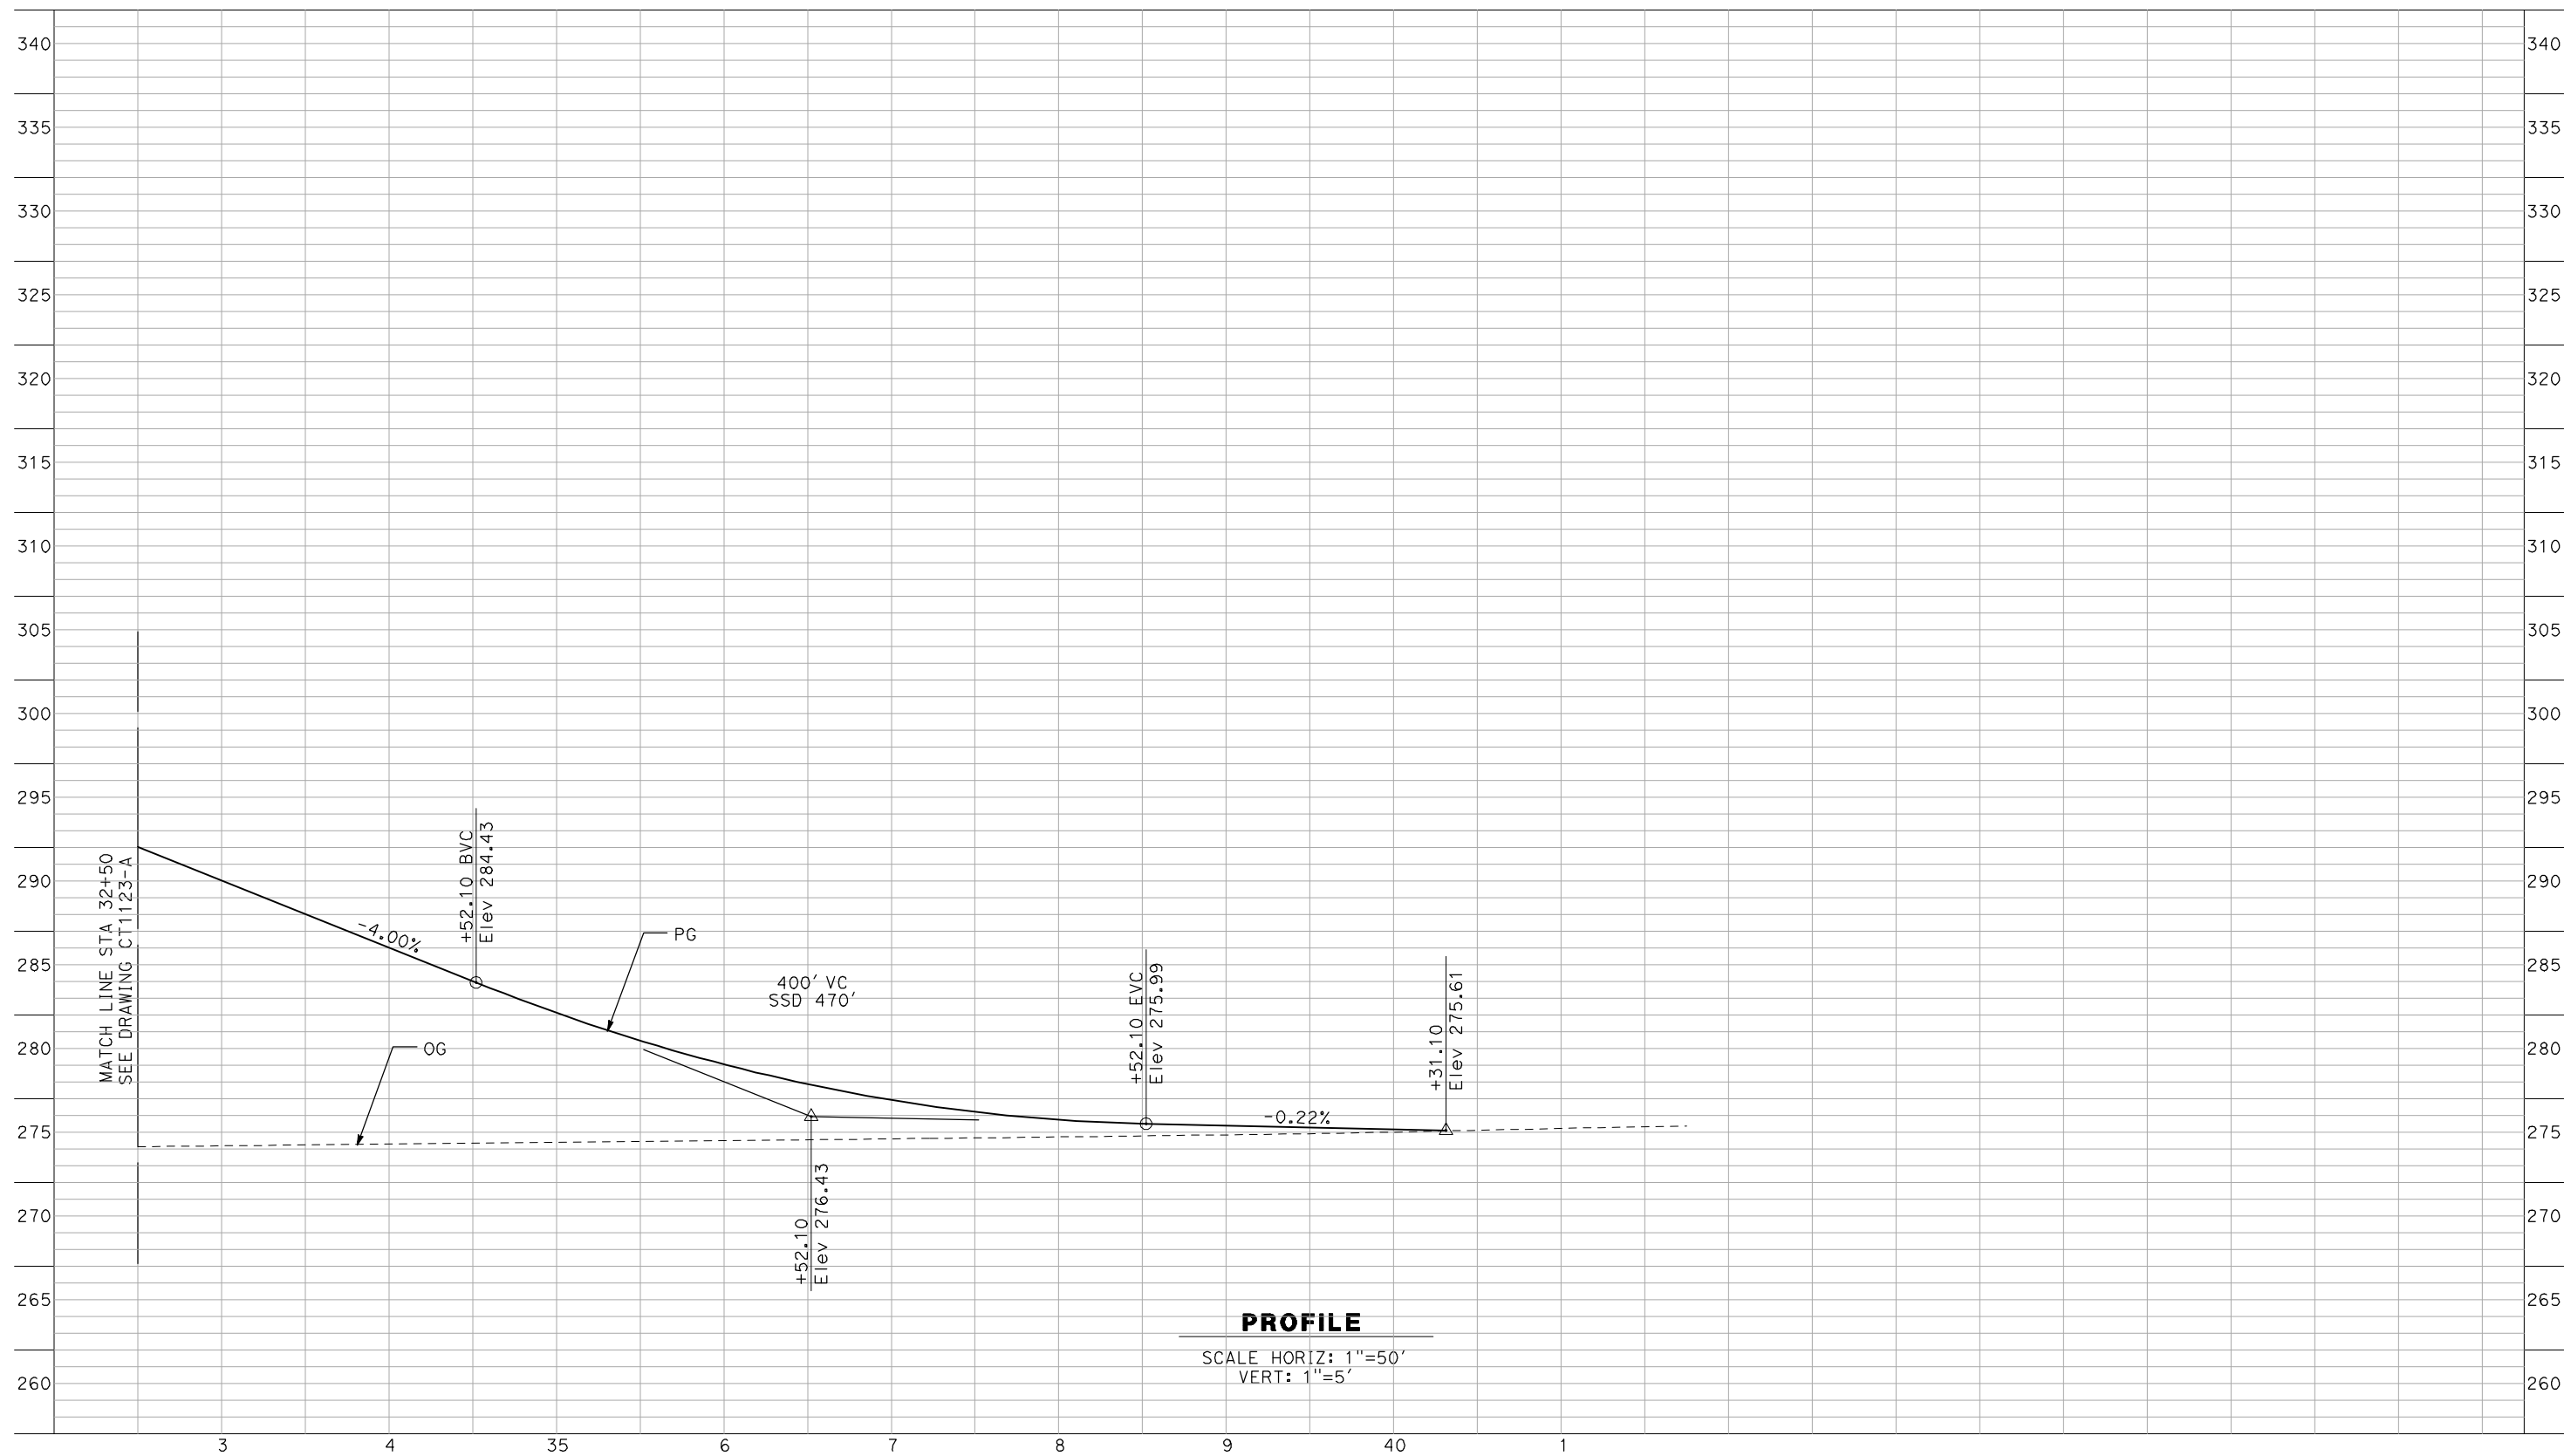 340 340
335 335
330 330
325 325
320 320
315 315
310 310
305 305
300 300
295 295
290 290
285 285
280 280
275 275
270 270
265 265
260 260
MATCH LINE STA 32+50
SEE DRAWING CT1123-A
-4.00%
+52.10 BVC
Elev 284.43
PG
OG
400' VC
SSD 470'
+52.10
Elev 276.43
+52.10 EVC
Elev 275.99
-0.22%
+31.10
Elev 275.61
PROFILE
SCALE HORIZ: 1"=50'
VERT: 1"=5'
3 4 35 6 7 8 9 40 1